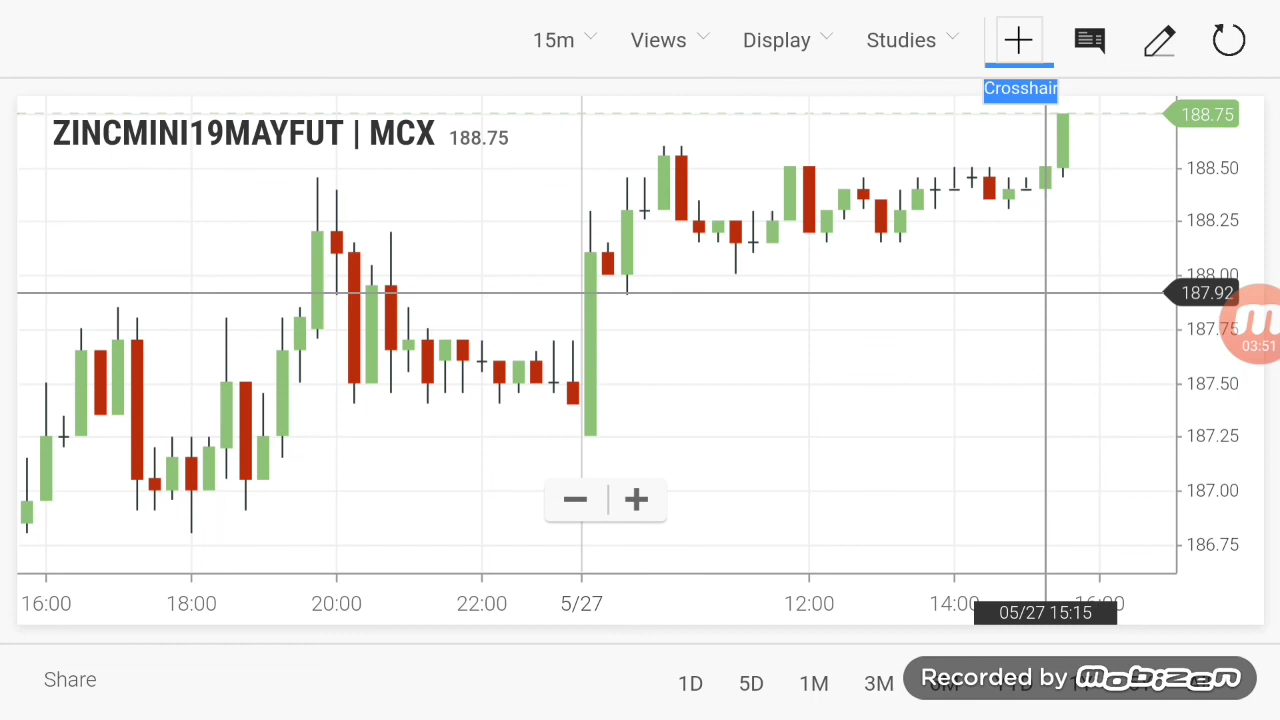 15m Views Display Studies
Crosshair
ZINCMINI19MAYFUT | MCX 188.75
188.75
188.50
188.25
188.00
187.92
187.75
03:51
187.50
187.25
187.00
186.75
16:00 18:00 20:00 22:00 5/27 12:00 14:00 16:00
05/27 15:15
Share 1D 5D 1M 3M
Recorded by mobizen